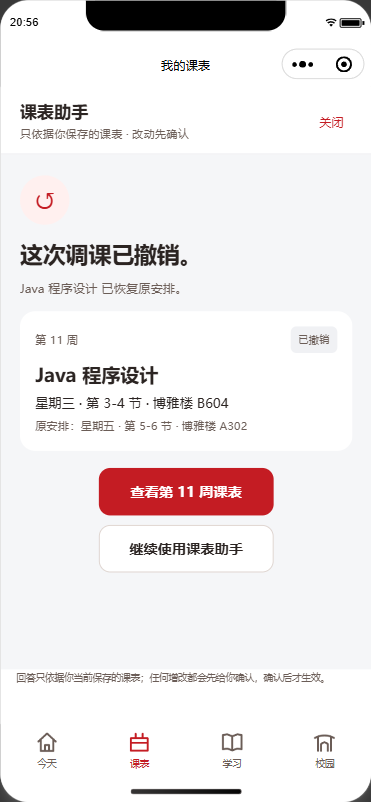 20:56
我的课表
课表助手
只依据你保存的课表 · 改动先确认
关闭
这次调课已撤销。
Java 程序设计 已恢复原安排。
第 11 周
已撤销
Java 程序设计
星期三 · 第 3-4 节 · 博雅楼 B604
原安排：星期五 · 第 5-6 节 · 博雅楼 A302
查看第 11 周课表
继续使用课表助手
回答只依据你当前保存的课表；任何增改都会先给你确认，确认后才生效。
今天
课表
学习
校园